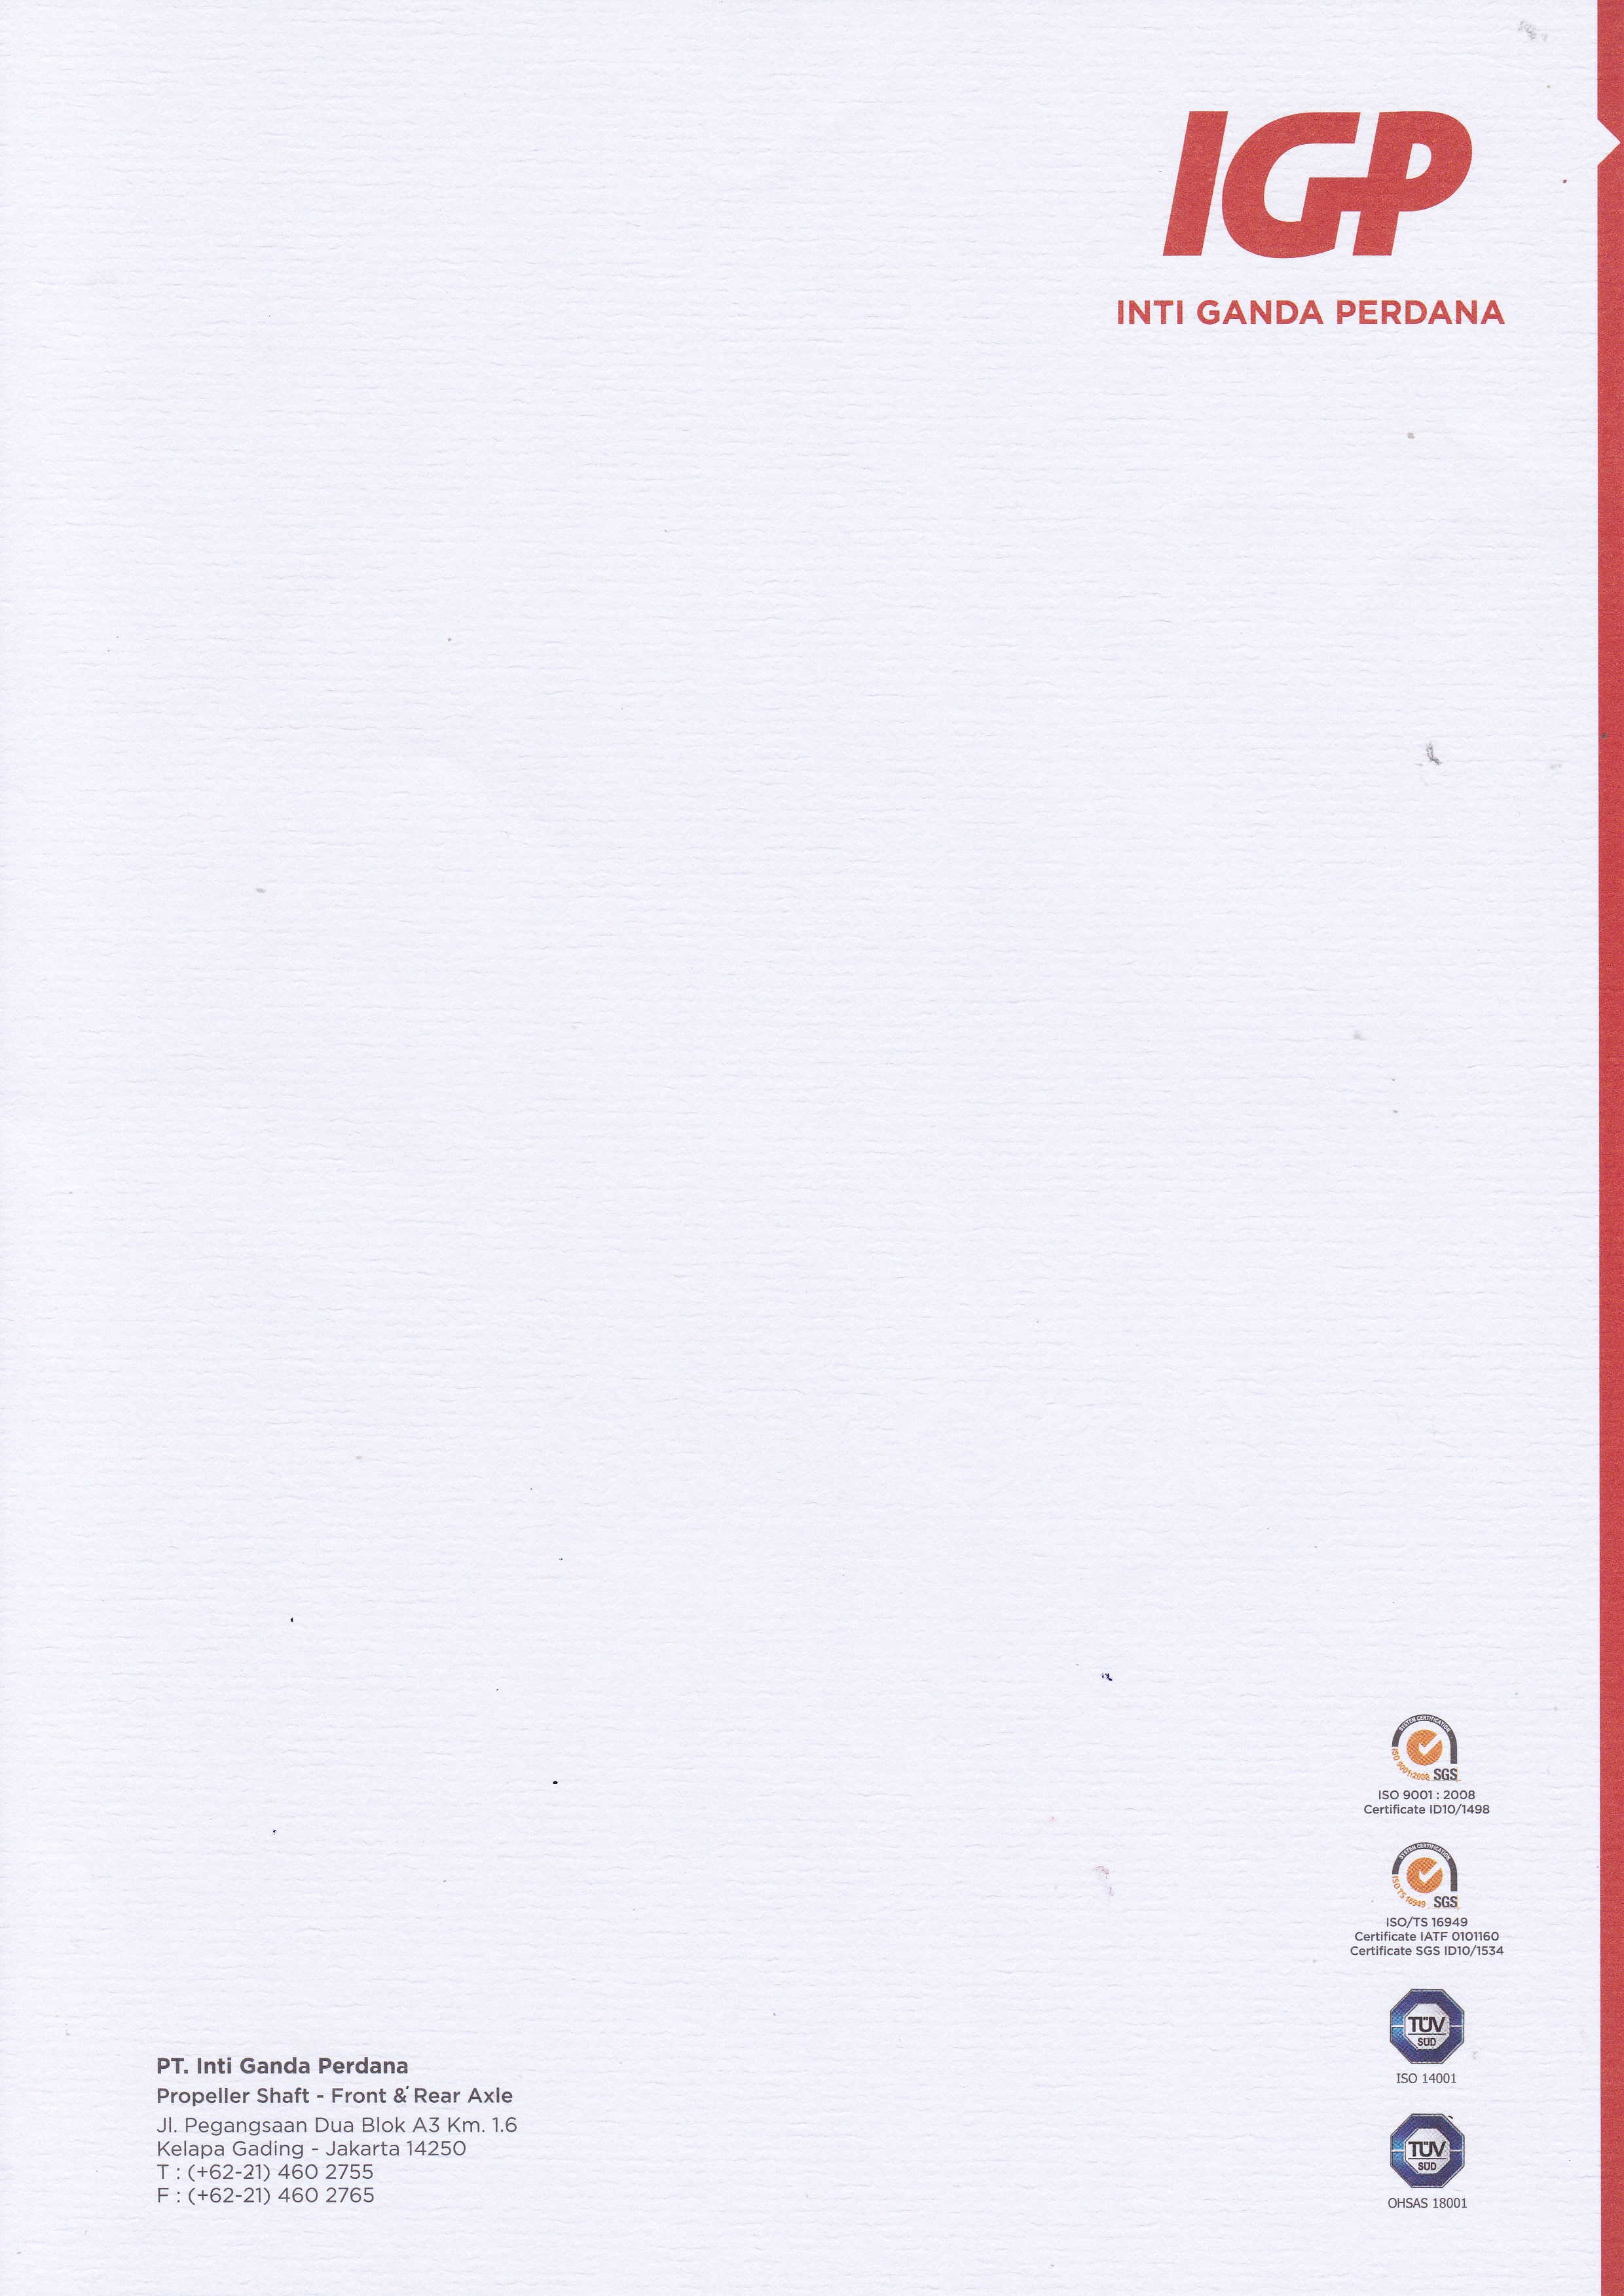 IGP
INTI GANDA PERDANA
SYSTEM CERTIFICATION
ISO 9001:2008 SGS
ISO 9001 : 2008
Certificate ID10/1498
SYSTEM CERTIFICATION
ISO TS 16949 SGS
ISO/TS 16949
Certificate IATF 0101160
Certificate SGS ID10/1534
TÜV
SÜD
ISO 14001
TÜV
SÜD
OHSAS 18001
PT. Inti Ganda Perdana
Propeller Shaft - Front & Rear Axle
Jl. Pegangsaan Dua Blok A3 Km. 1.6
Kelapa Gading - Jakarta 14250
T : (+62-21) 460 2755
F : (+62-21) 460 2765